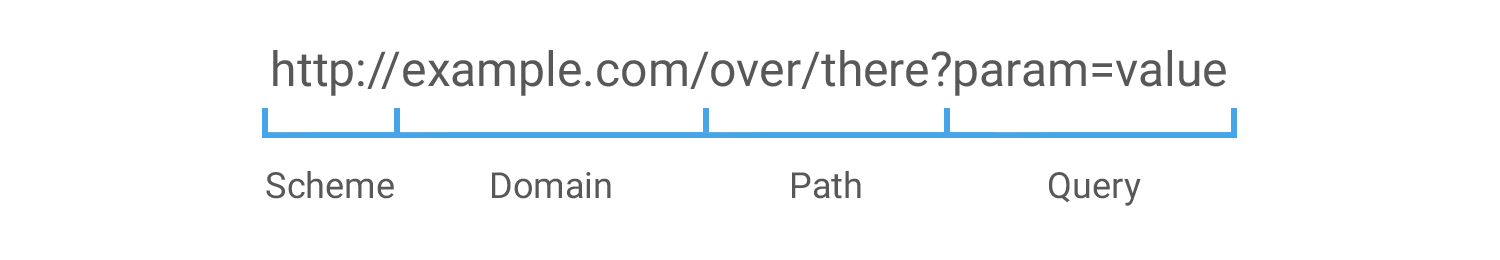 http://example.com/over/there?param=value
Scheme Domain Path Query